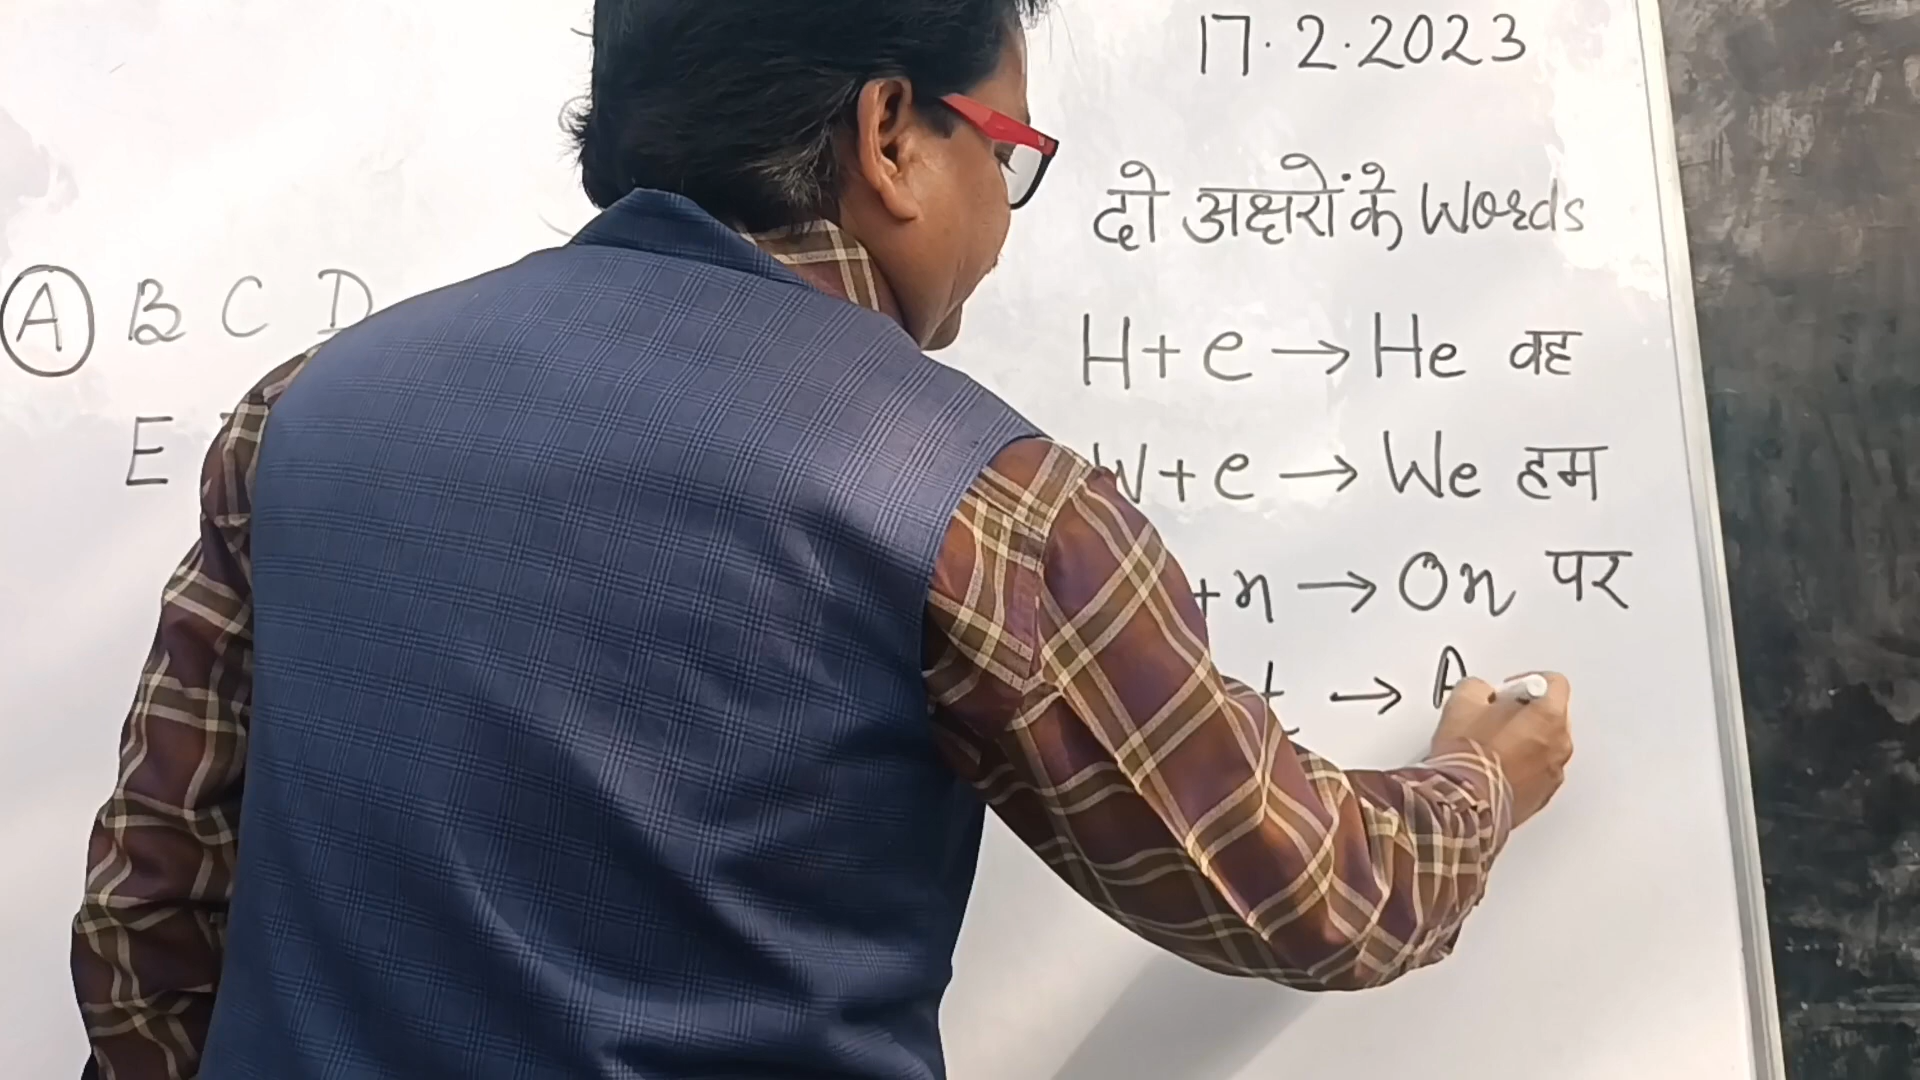 17.2.2023
दो अक्षरों के Words
A B C D
H+e → He वह
E
W+e → We हम
+n → On पर
t → A